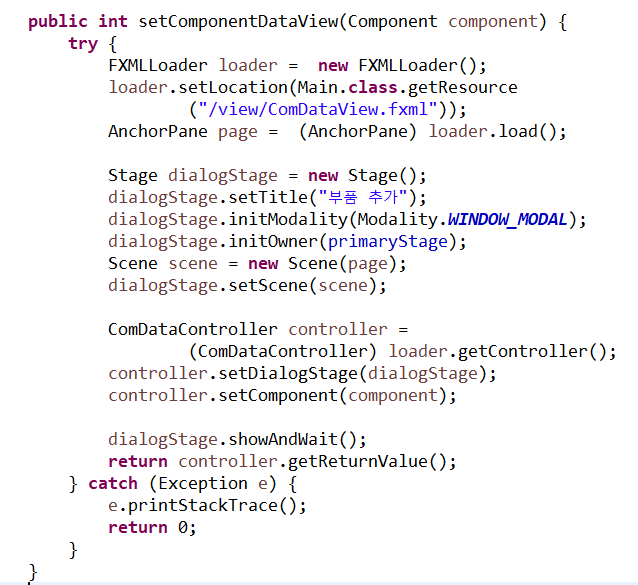 public int setComponentDataView(Component component) {
    try {
        FXMLLoader loader =  new FXMLLoader();
        loader.setLocation(Main.class.getResource
                ("/view/ComDataView.fxml"));
        AnchorPane page =  (AnchorPane) loader.load();

        Stage dialogStage = new Stage();
        dialogStage.setTitle("부품 추가");
        dialogStage.initModality(Modality.WINDOW_MODAL);
        dialogStage.initOwner(primaryStage);
        Scene scene = new Scene(page);
        dialogStage.setScene(scene);

        ComDataController controller =
                (ComDataController) loader.getController();
        controller.setDialogStage(dialogStage);
        controller.setComponent(component);

        dialogStage.showAndWait();
        return controller.getReturnValue();
    } catch (Exception e) {
        e.printStackTrace();
        return 0;
    }
}